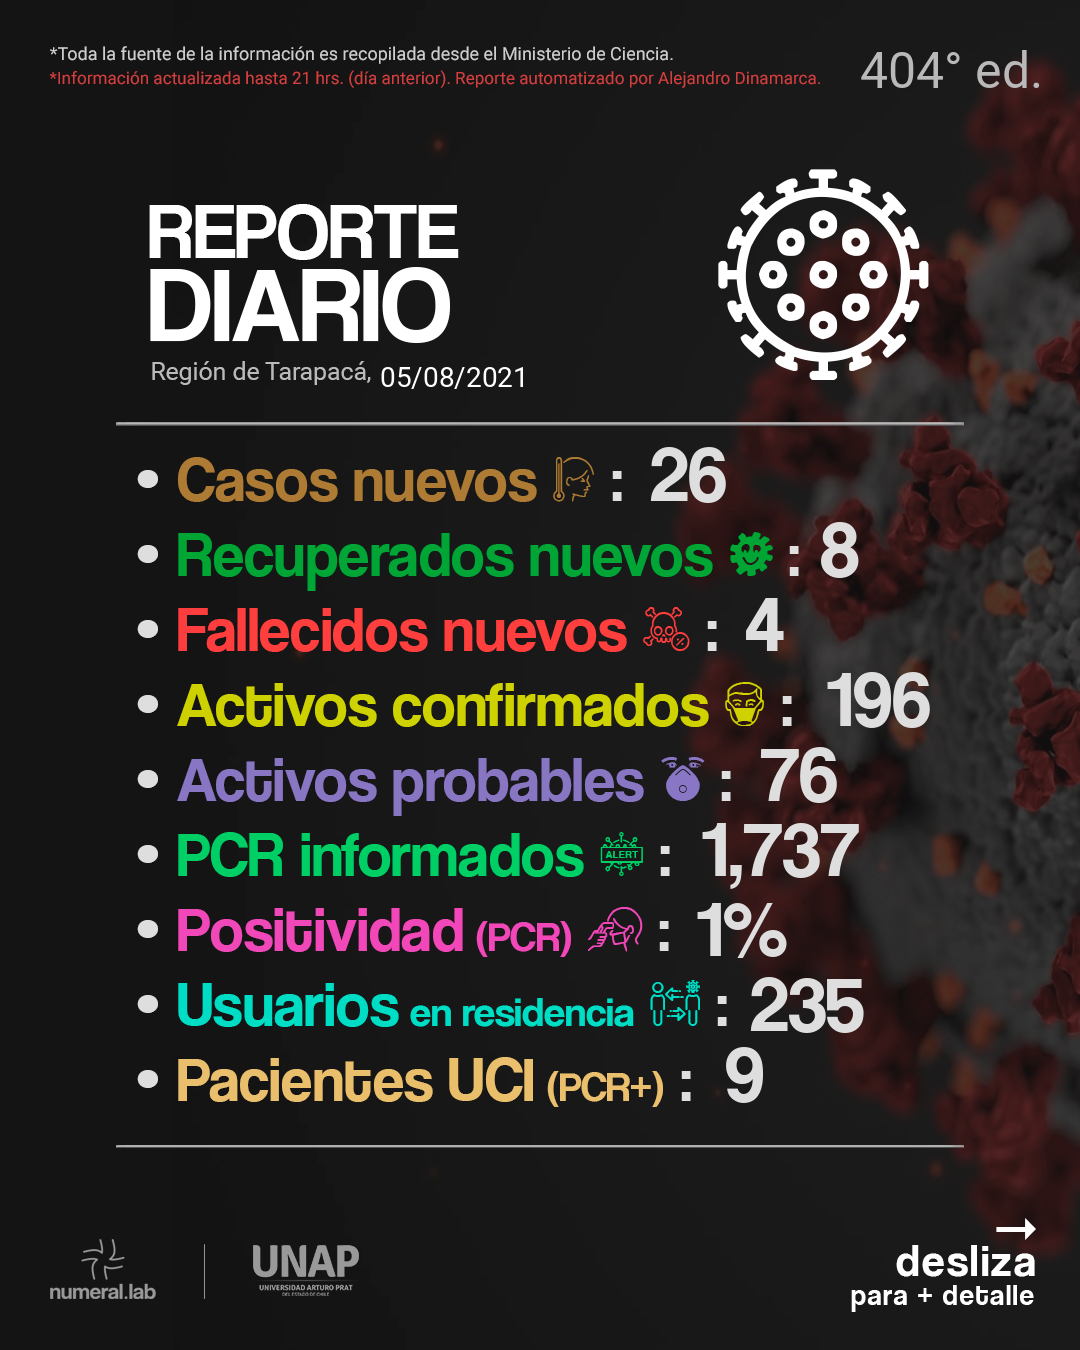 *Toda la fuente de la información es recopilada desde el Ministerio de Ciencia.
*Información actualizada hasta 21 hrs. (día anterior). Reporte automatizado por Alejandro Dinamarca.
404° ed.
REPORTE
DIARIO
Región de Tarapacá, 05/08/2021
• Casos nuevos : 26
• Recuperados nuevos : 8
• Fallecidos nuevos : 4
• Activos confirmados : 196
• Activos probables : 76
• PCR informados ALERT : 1,737
• Positividad (PCR) : 1%
• Usuarios en residencia : 235
• Pacientes UCI (PCR+) : 9
numeral.lab
UNAP
UNIVERSIDAD ARTURO PRAT
DEL ESTADO DE CHILE
desliza
para + detalle